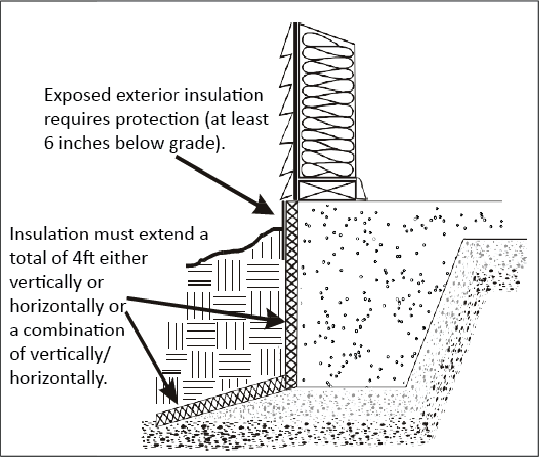 Exposed exterior insulation
requires protection (at least
6 inches below grade).
Insulation must extend a
total of 4ft either
vertically or
horizontally or
a combination
of vertically/
horizontally.